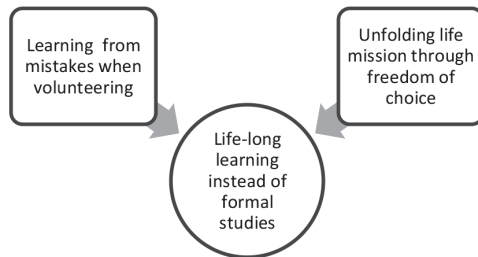 Learning from
mistakes when
volunteering
Unfolding life
mission through
freedom of
choice
Life-long
learning
instead of
formal
studies